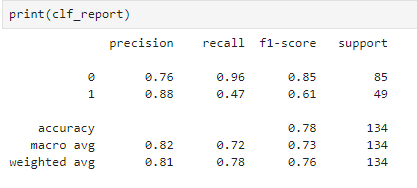 print(clf_report)
precision recall f1-score support
0 0.76 0.96 0.85 85
1 0.88 0.47 0.61 49
accuracy 0.78 134
macro avg 0.82 0.72 0.73 134
weighted avg 0.81 0.78 0.76 134